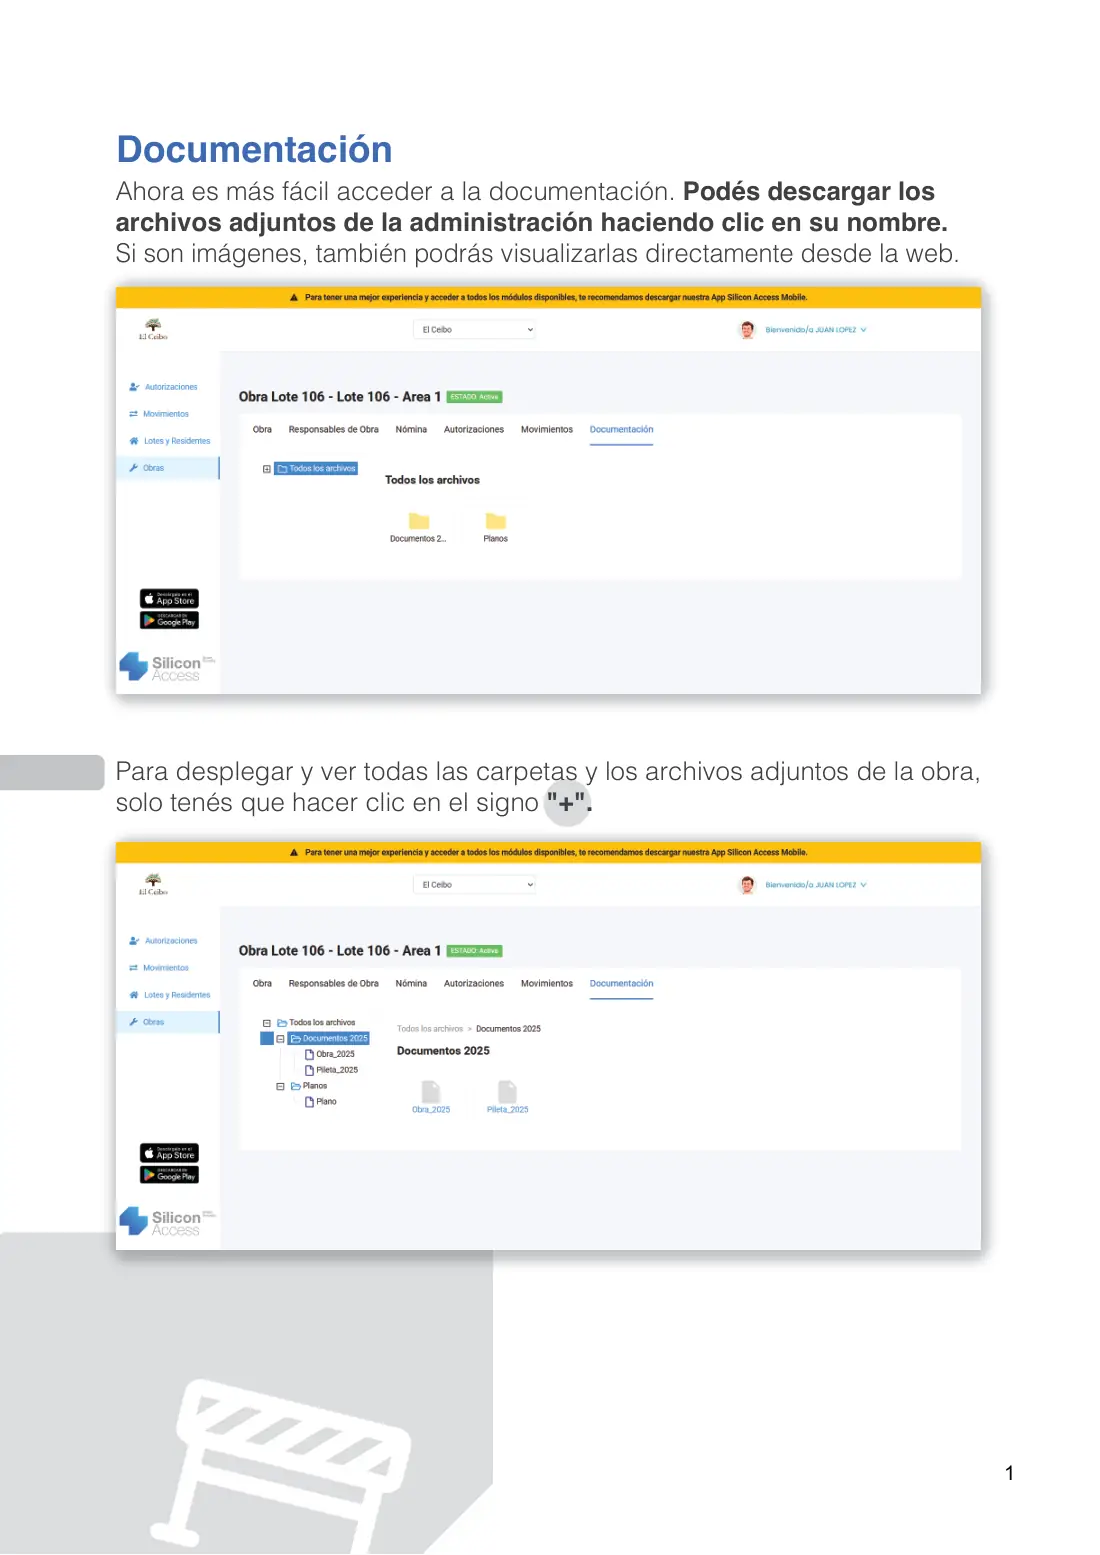 Documentación
Ahora es más fácil acceder a la documentación. Podés descargar los
archivos adjuntos de la administración haciendo clic en su nombre.
Si son imágenes, también podrás visualizarlas directamente desde la web.
Para tener una mejor experiencia y acceder a todos los módulos disponibles, te recomendamos descargar nuestra App Silicon Access Mobile.
El Ceibo
El Ceibo
Bienvenido/a JUAN LOPEZ
Autorizaciones
Movimientos
Lotes y Residentes
Obras
Obra Lote 106 - Lote 106 - Area 1 ESTADO: Activa
Obra Responsables de Obra Nómina Autorizaciones Movimientos Documentación
Todos los archivos
Todos los archivos
Documentos 2...
Planos
App Store
Google Play
Silicon
Access
Para desplegar y ver todas las carpetas y los archivos adjuntos de la obra,
solo tenés que hacer clic en el signo "+".
Para tener una mejor experiencia y acceder a todos los módulos disponibles, te recomendamos descargar nuestra App Silicon Access Mobile.
El Ceibo
El Ceibo
Bienvenido/a JUAN LOPEZ
Autorizaciones
Movimientos
Lotes y Residentes
Obras
Obra Lote 106 - Lote 106 - Area 1 ESTADO: Activa
Obra Responsables de Obra Nómina Autorizaciones Movimientos Documentación
Todos los archivos
Documentos 2025
Obra_2025
Pileta_2025
Planos
Plano
Todos los archivos > Documentos 2025
Documentos 2025
Obra_2025
Pileta_2025
App Store
Google Play
Silicon
Access
1